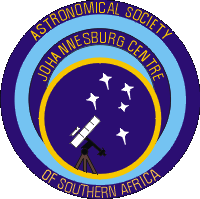 ASTRONOMICAL SOCIETY
JOHANNESBURG CENTRE
OF SOUTHERN AFRICA